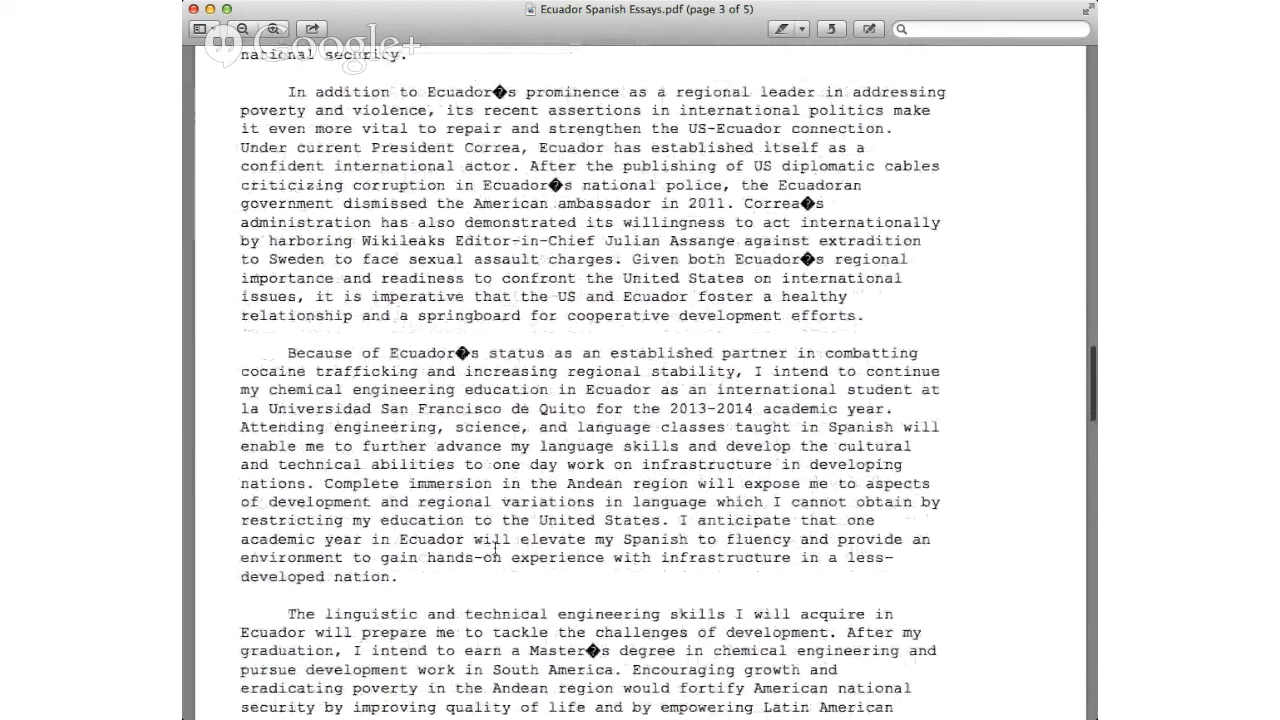 Ecuador Spanish Essays.pdf (page 3 of 5)
Google+
national security.
In addition to Ecuador�s prominence as a regional leader in addressing
poverty and violence, its recent assertions in international politics make
it even more vital to repair and strengthen the US-Ecuador connection.
Under current President Correa, Ecuador has established itself as a
confident international actor. After the publishing of US diplomatic cables
criticizing corruption in Ecuador�s national police, the Ecuadoran
government dismissed the American ambassador in 2011. Correa�s
administration has also demonstrated its willingness to act internationally
by harboring Wikileaks Editor-in-Chief Julian Assange against extradition
to Sweden to face sexual assault charges. Given both Ecuador�s regional
importance and readiness to confront the United States on international
issues, it is imperative that the US and Ecuador foster a healthy
relationship and a springboard for cooperative development efforts.
Because of Ecuador�s status as an established partner in combatting
cocaine trafficking and increasing regional stability, I intend to continue
my chemical engineering education in Ecuador as an international student at
la Universidad San Francisco de Quito for the 2013-2014 academic year.
Attending engineering, science, and language classes taught in Spanish will
enable me to further advance my language skills and develop the cultural
and technical abilities to one day work on infrastructure in developing
nations. Complete immersion in the Andean region will expose me to aspects
of development and regional variations in language which I cannot obtain by
restricting my education to the United States. I anticipate that one
academic year in Ecuador will elevate my Spanish to fluency and provide an
environment to gain hands-on experience with infrastructure in a less-
developed nation.
The linguistic and technical engineering skills I will acquire in
Ecuador will prepare me to tackle the challenges of development. After my
graduation, I intend to earn a Master�s degree in chemical engineering and
pursue development work in South America. Encouraging growth and
eradicating poverty in the Andean region would fortify American national
security by improving quality of life and by empowering Latin American